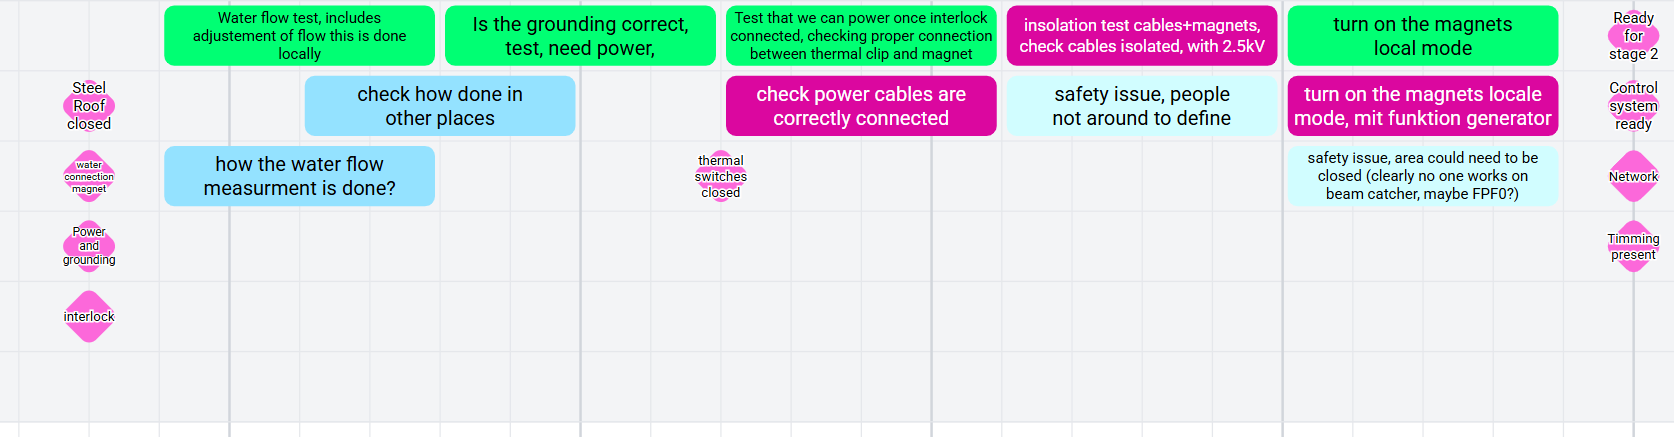 Water flow test, includes
adjustement of flow this is done
locally
Is the grounding correct,
test, need power,
Test that we can power once interlock
connected, checking proper connection
between thermal clip and magnet
insolation test cables+magnets,
check cables isolated, with 2.5kV
turn on the magnets
local mode
Ready
for
stage 2
Steel
Roof
closed
check how done in
other places
check power cables are
correctly connected
safety issue, people
not around to define
turn on the magnets locale
mode, mit funktion generator
Control
system
ready
water
connection
magnet
how the water flow
measurment is done?
thermal
switches
closed
safety issue, area could need to be
closed (clearly no one works on
beam catcher, maybe FPF0?)
Network
Power
and
grounding
Timming
present
interlock